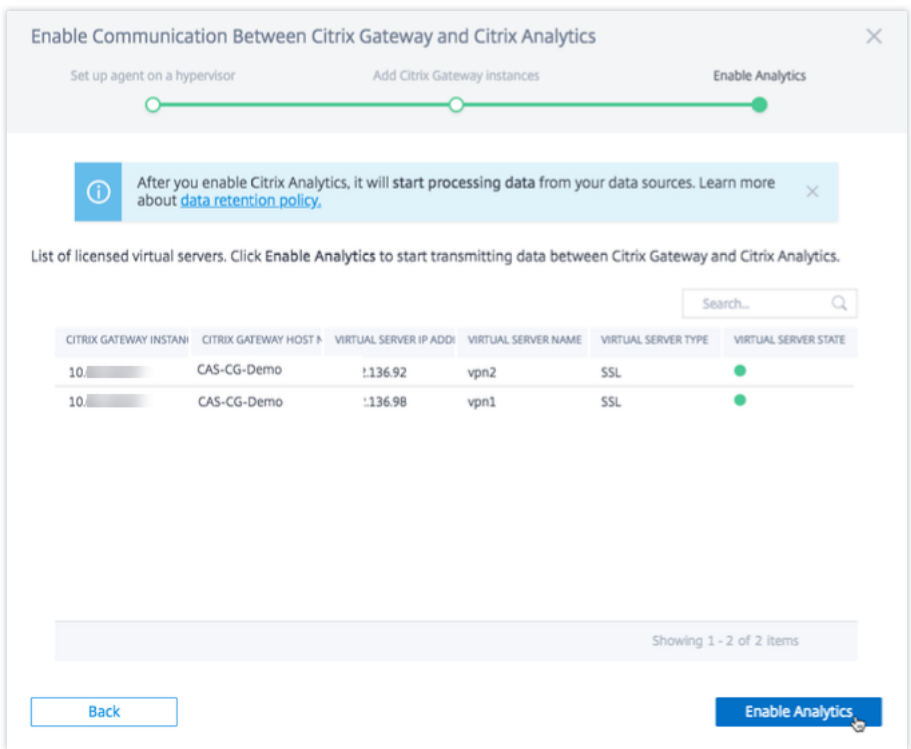 Enable Communication Between Citrix Gateway and Citrix Analytics
Set up agent on a hypervisor
Add Citrix Gateway instances
Enable Analytics
After you enable Citrix Analytics, it will start processing data from your data sources. Learn more
about data retention policy.
List of licensed virtual servers. Click Enable Analytics to start transmitting data between Citrix Gateway and Citrix Analytics.
Search...
CITRIX GATEWAY INSTAN CITRIX GATEWAY HOST N VIRTUAL SERVER IP ADDI VIRTUAL SERVER NAME VIRTUAL SERVER TYPE VIRTUAL SERVER STATE
10. CAS-CG-Demo .136.92 vpn2 SSL
10. CAS-CG-Demo .136.98 vpn1 SSL
Showing 1 - 2 of 2 items
Back
Enable Analytics